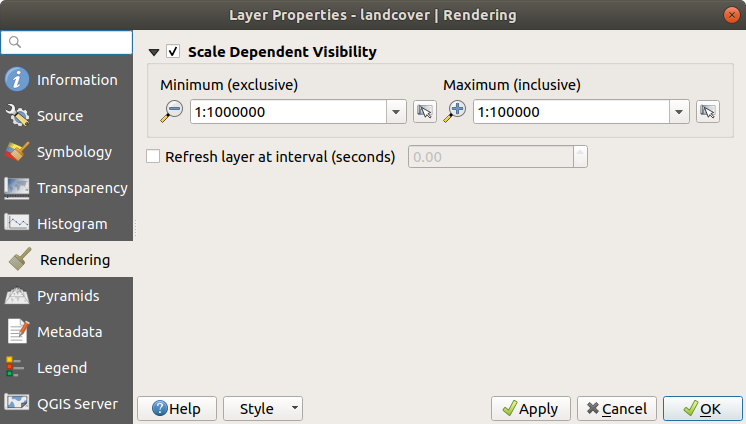 Layer Properties - landcover | Rendering
Information
Source
Symbology
Transparency
Histogram
Rendering
Pyramids
Metadata
Legend
QGIS Server
Scale Dependent Visibility
Minimum (exclusive)
Maximum (inclusive)
1:1000000
1:100000
Refresh layer at interval (seconds)
0.00
Help
Style
Apply
Cancel
OK